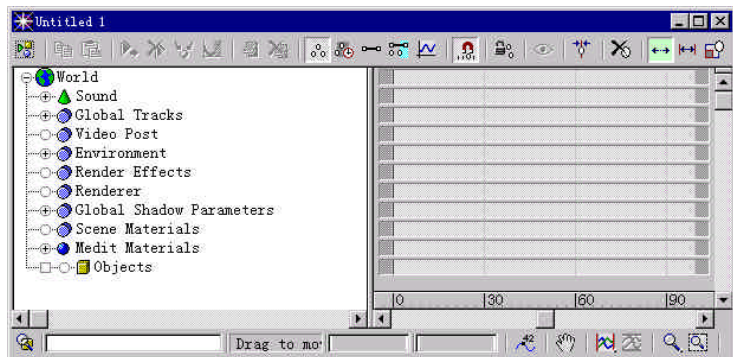 Untitled 1
World
Sound
Global Tracks
Video Post
Environment
Render Effects
Renderer
Global Shadow Parameters
Scene Materials
Medit Materials
Objects
0 30 60 90
Drag to mo